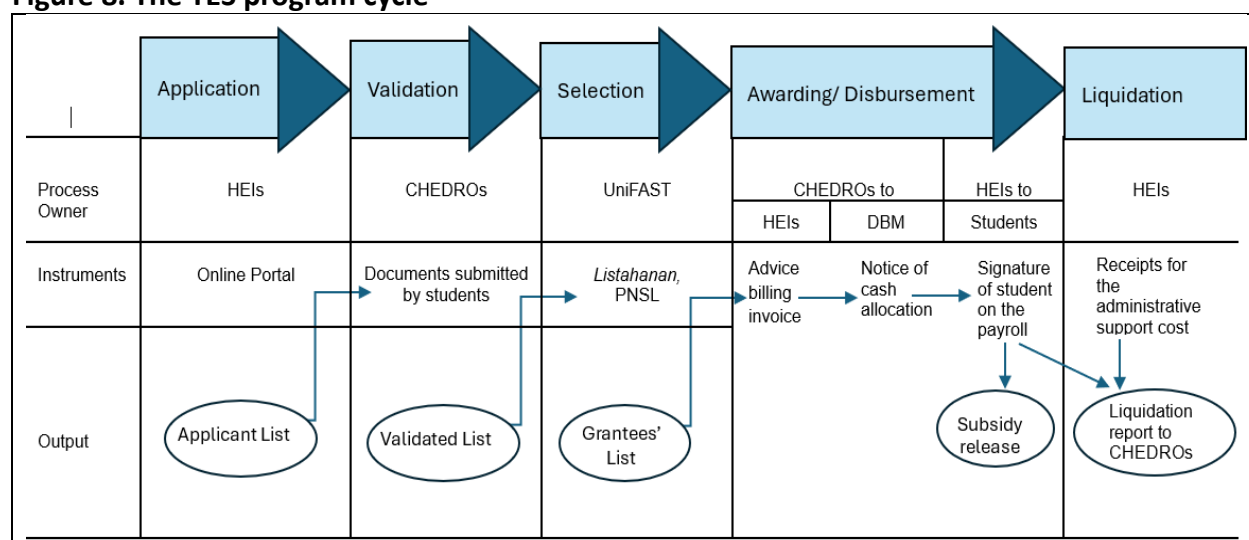 Figure 8. The TES program cycle
Application
Validation
Selection
Awarding/ Disbursement
Liquidation
Process
Owner
HEIs
CHEDROs
UniFAST
CHEDROs to
HEIs to
HEIs
HEIs
DBM
Students
Instruments
Online Portal
Documents submitted
by students
Listahanan,
PNSL
Advice
billing
invoice
Notice of
cash
allocation
Signature
of student
on the
payroll
Receipts for
the
administrative
support cost
Output
Applicant List
Validated List
Grantees'
List
Subsidy
release
Liquidation
report to
CHEDROs